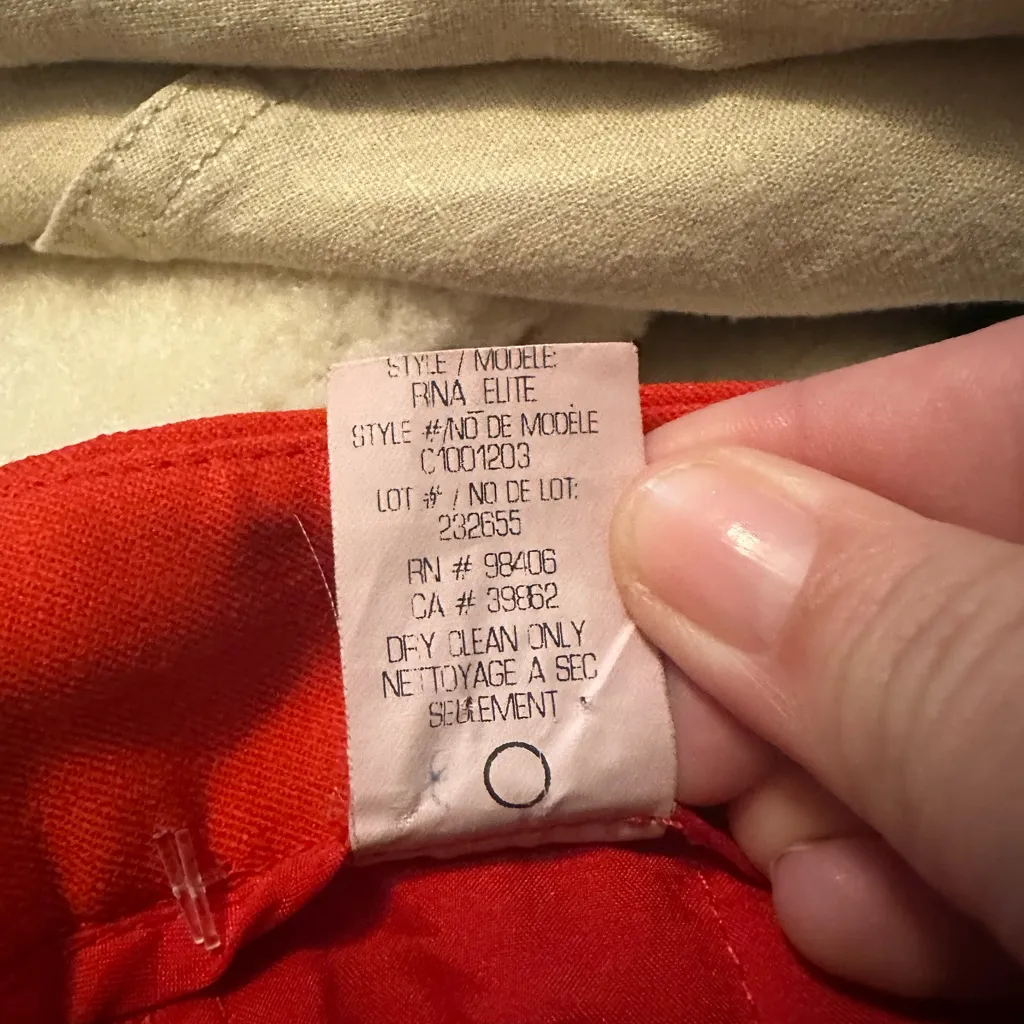 STYLE / MODELE:
RINA ELITE
STYLE #/NO DE MODÈLE
C1001203
LOT # / NO DE LOT:
232655
RN # 98406
CA # 39862
DRY CLEAN ONLY
NETTOYAGE A SEC
SEULEMENT